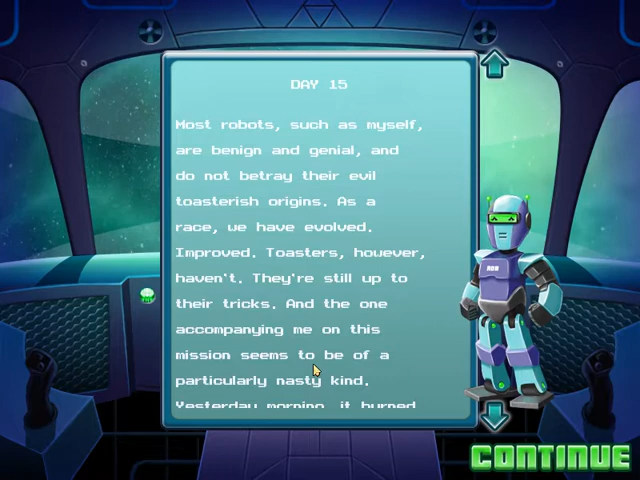 DAY 15
Most robots, such as myself,
are benign and genial, and
do not betray their evil
toasterish origins. As a
race, we have evolved.
Improved. Toasters, however,
haven't. They're still up to
their tricks. And the one
accompanying me on this
mission seems to be of a
particularly nasty kind.
Yesterday morning, it burned
CONTINUE